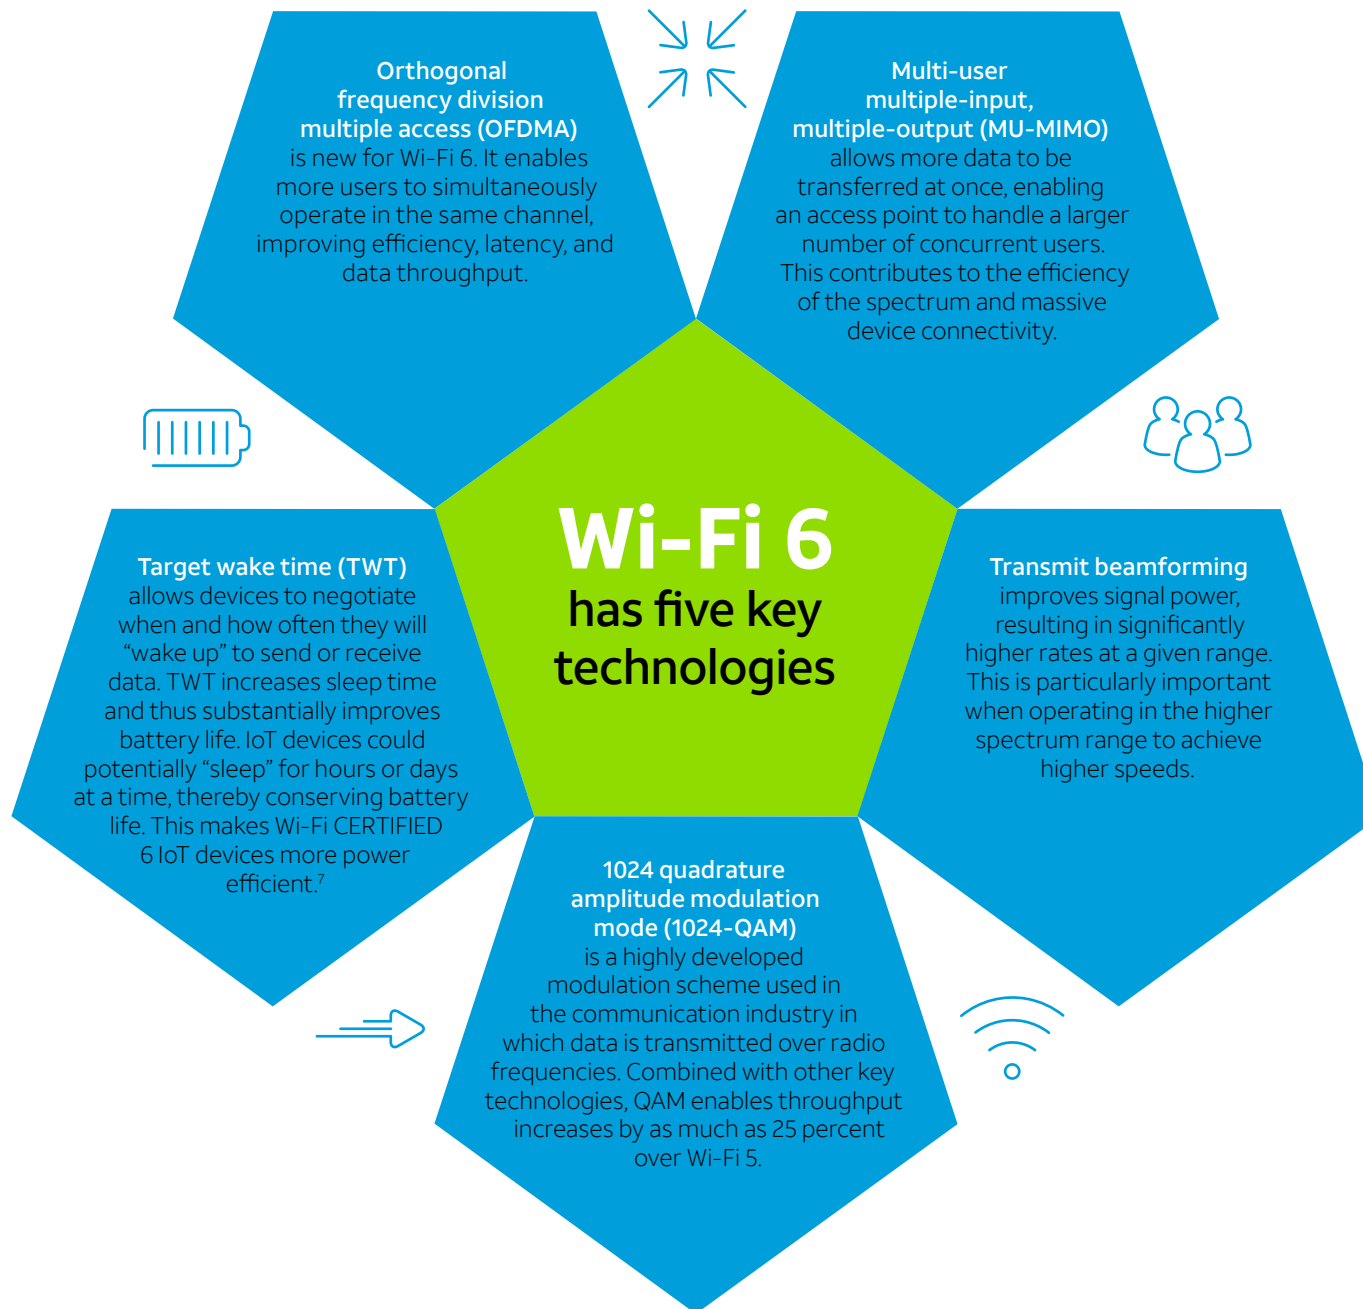 Orthogonal
frequency division
multiple access (OFDMA)
is new for Wi-Fi 6. It enables
more users to simultaneously
operate in the same channel,
improving efficiency, latency, and
data throughput.
Multi-user
multiple-input,
multiple-output (MU-MIMO)
allows more data to be
transferred at once, enabling
an access point to handle a larger
number of concurrent users.
This contributes to the efficiency
of the spectrum and massive
device connectivity.
Wi-Fi 6
has five key
technologies
Target wake time (TWT)
allows devices to negotiate
when and how often they will
“wake up” to send or receive
data. TWT increases sleep time
and thus substantially improves
battery life. IoT devices could
potentially “sleep” for hours or days
at a time, thereby conserving battery
life. This makes Wi-Fi CERTIFIED
6 IoT devices more power
efficient.⁷
Transmit beamforming
improves signal power,
resulting in significantly
higher rates at a given range.
This is particularly important
when operating in the higher
spectrum range to achieve
higher speeds.
1024 quadrature
amplitude modulation
mode (1024-QAM)
is a highly developed
modulation scheme used in
the communication industry in
which data is transmitted over radio
frequencies. Combined with other key
technologies, QAM enables throughput
increases by as much as 25 percent
over Wi-Fi 5.